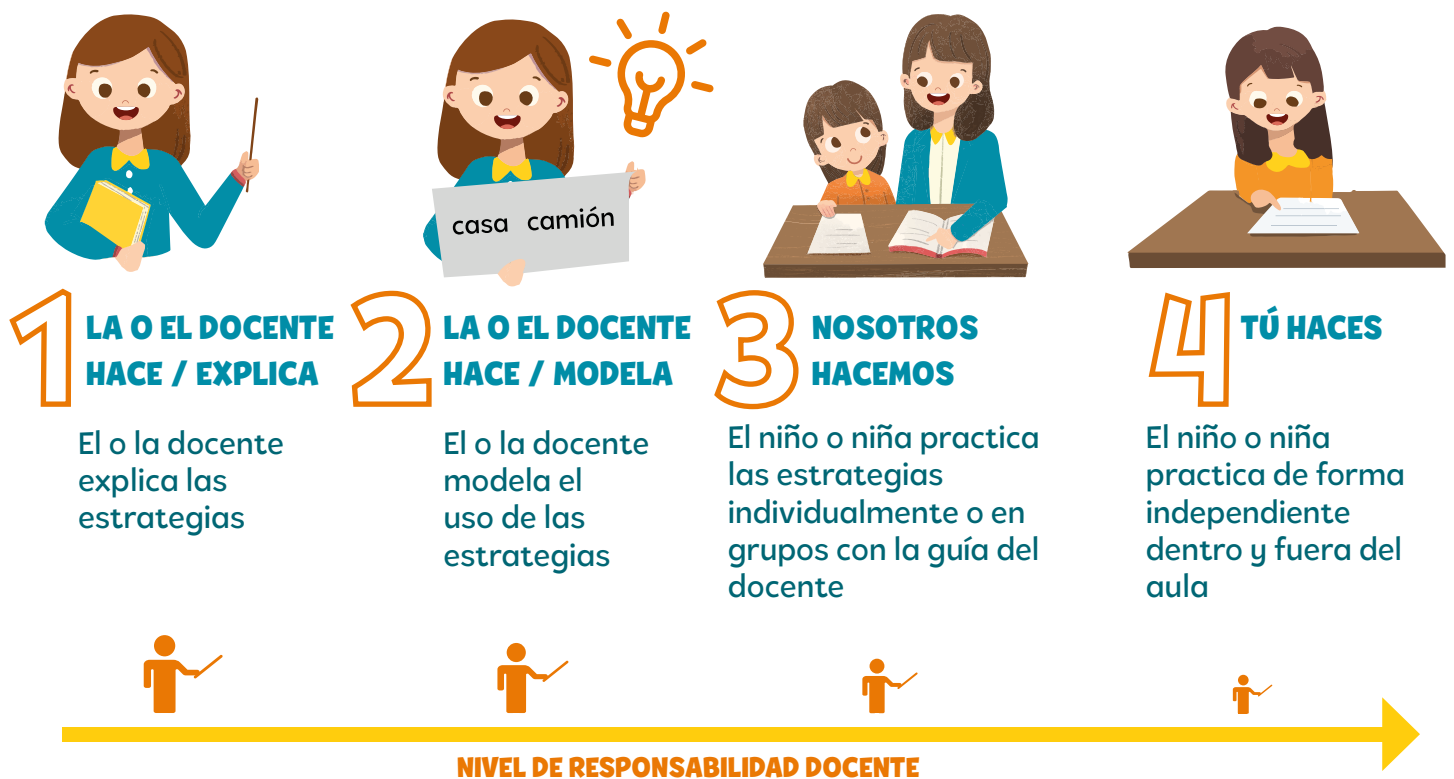 casa camión
1
LA O EL DOCENTE
HACE / EXPLICA
El o la docente
explica las
estrategias
2
LA O EL DOCENTE
HACE / MODELA
El o la docente
modela el
uso de las
estrategias
3
NOSOTROS
HACEMOS
El niño o niña practica
las estrategias
individualmente o en
grupos con la guía del
docente
4
TÚ HACES
El niño o niña
practica de forma
independiente
dentro y fuera del
aula
NIVEL DE RESPONSABILIDAD DOCENTE